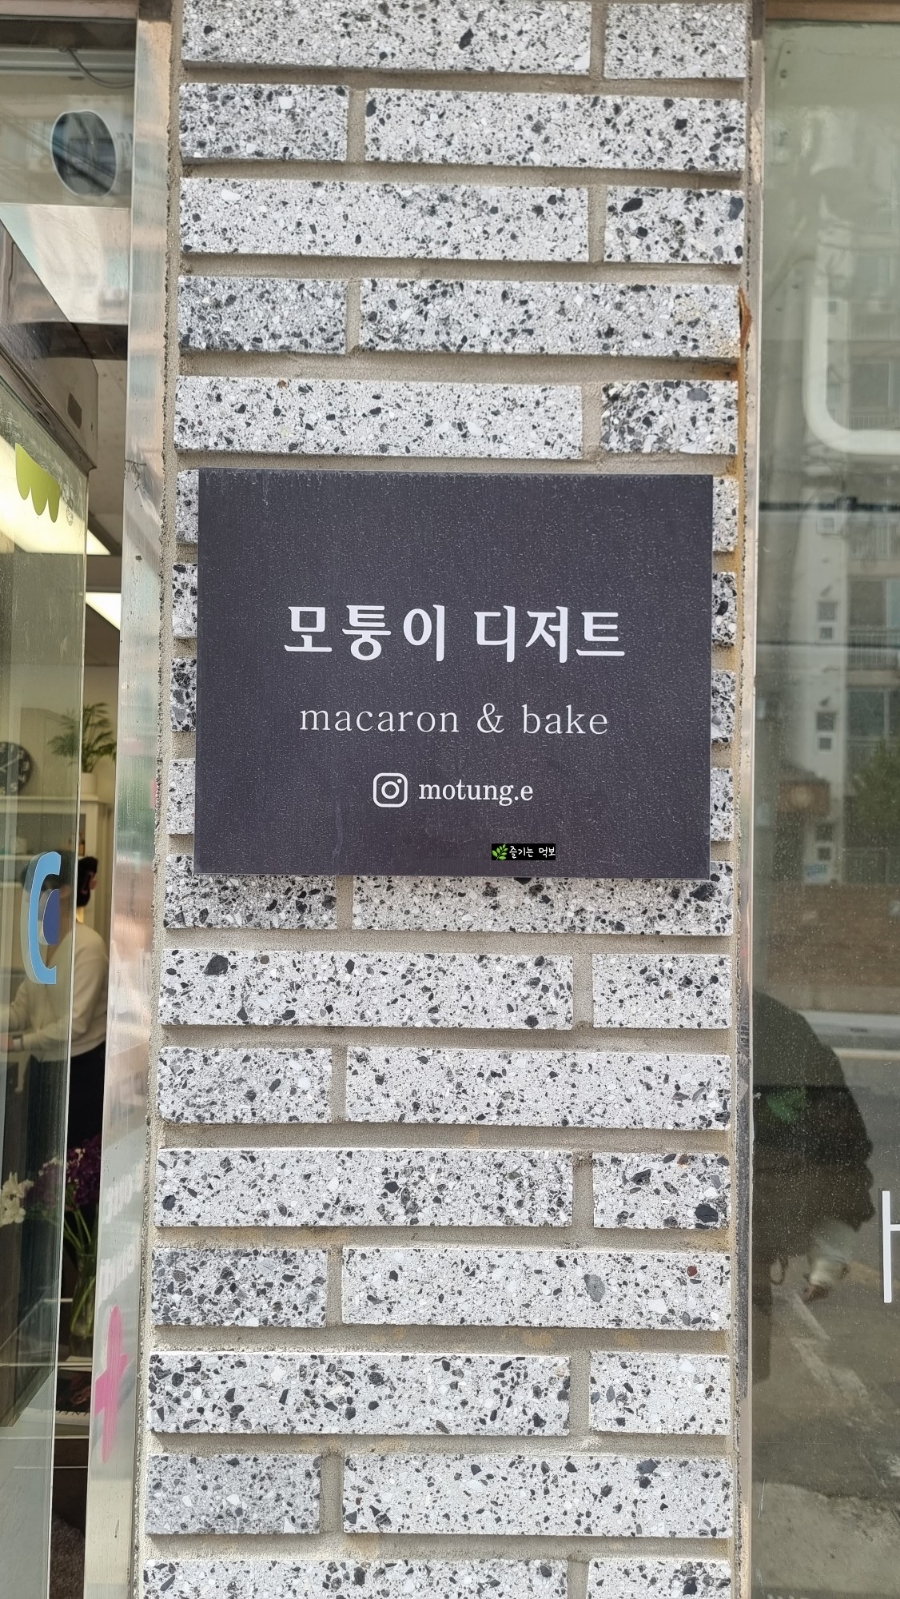 모퉁이 디저트
macaron & bake
motung.e
즐기는 먹보
H